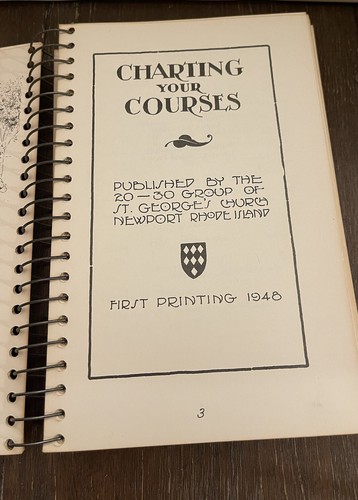 CHARTING
YOUR
COURSES
PUBLISHED BY THE
20-30 GROUP OF
ST. GEORGE'S CHURCH
NEWPORT RHODE ISLAND
FIRST PRINTING 1948
3